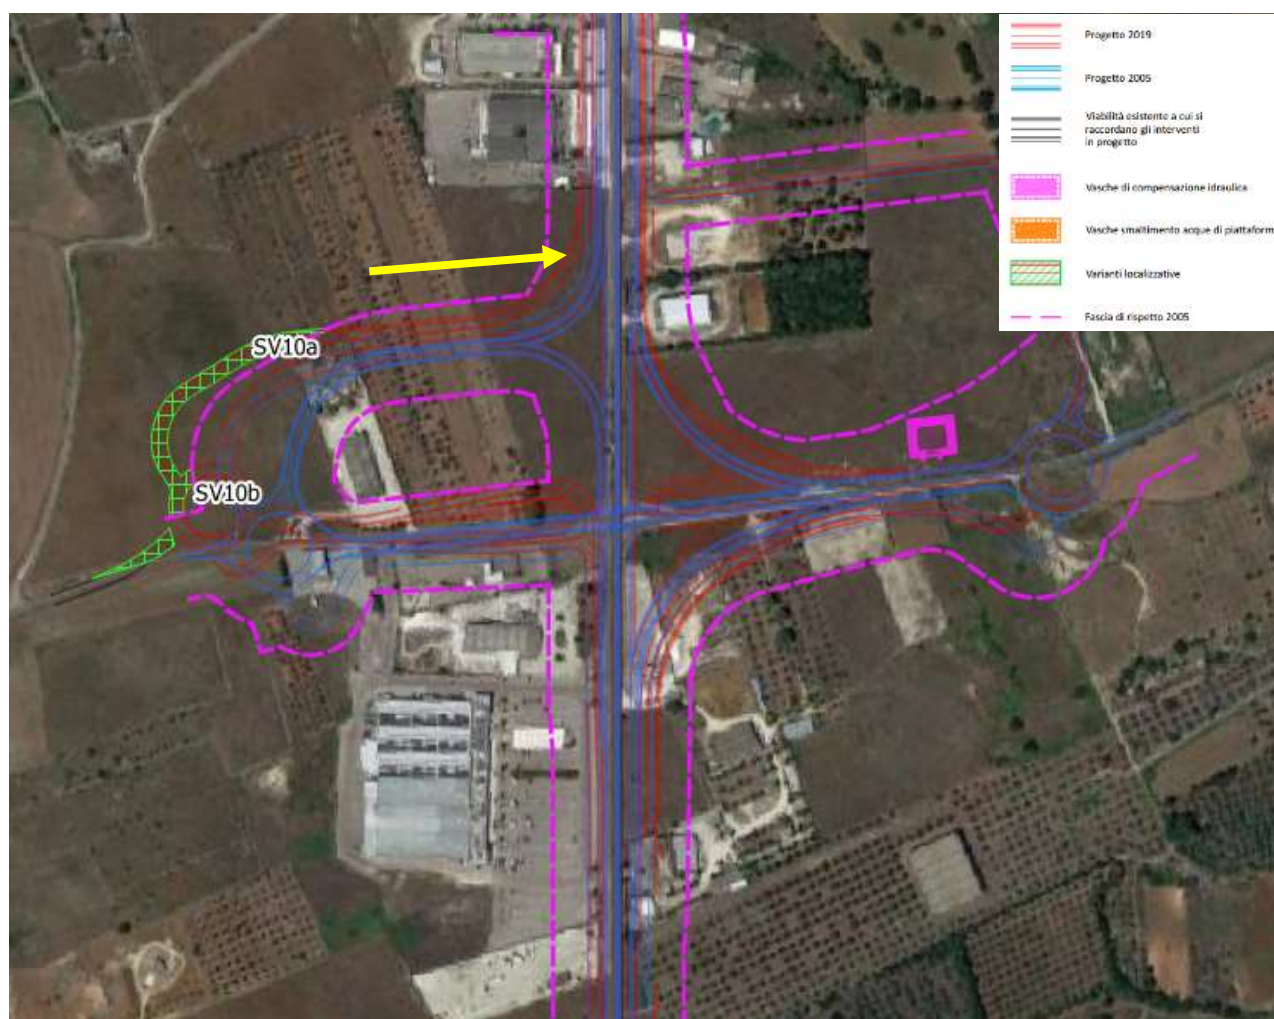 Progetto 2019
Progetto 2005
Viabilità esistente a cui si
raccordano gli interventi
in progetto
Vasche di compensazione idraulica
Vasche smaltimento acque di piattaform
Varianti localizzative
Fascia di rispetto 2005
SV10a
SV10b